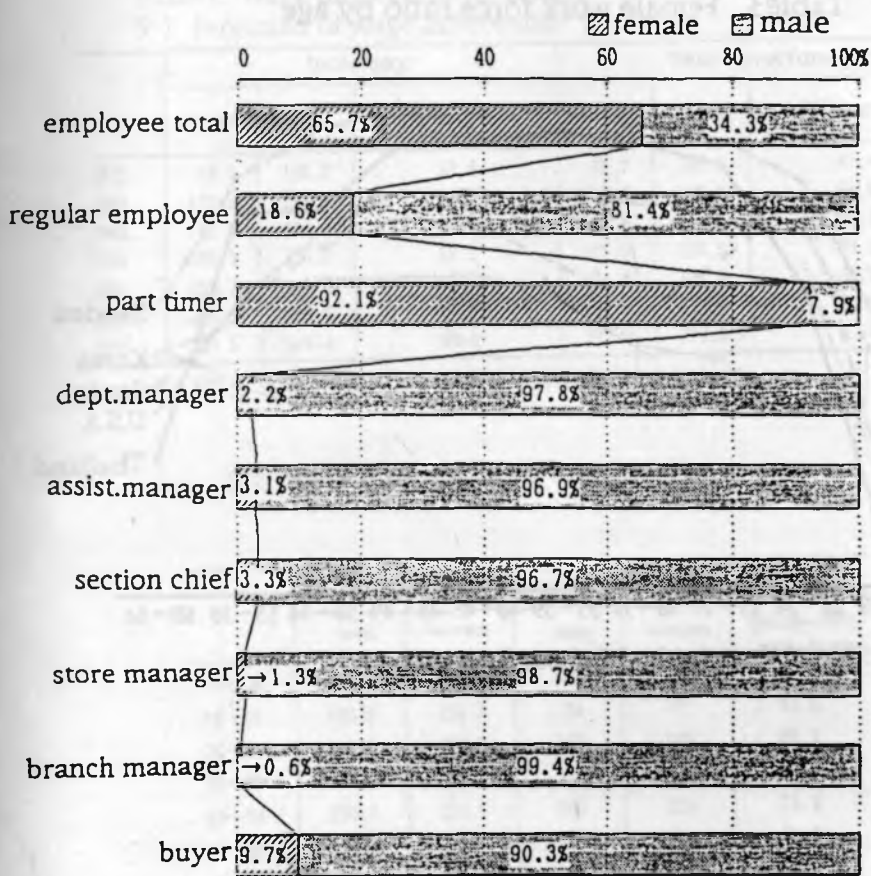 female male
0 20 40 60 80 100%
employee total 65.7% 34.3%
regular employee 18.6% 81.4%
part timer 92.1% 7.9%
dept.manager 2.2% 97.8%
assist.manager 3.1% 96.9%
section chief 3.3% 96.7%
store manager →1.3% 98.7%
branch manager →0.6% 99.4%
buyer 9.7% 90.3%